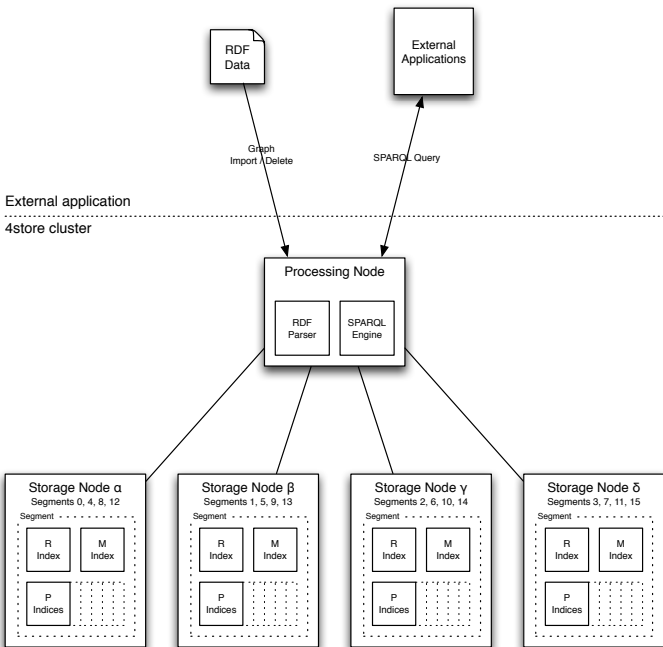 RDF
Data
External
Applications
Graph
Import / Delete
SPARQL Query
External application
4store cluster
Processing Node
RDF
Parser
SPARQL
Engine
Storage Node α
Segments 0, 4, 8, 12
Segment
R
Index
M
Index
P
Indices
Storage Node β
Segments 1, 5, 9, 13
Segment
R
Index
M
Index
P
Indices
Storage Node γ
Segments 2, 6, 10, 14
Segment
R
Index
M
Index
P
Indices
Storage Node δ
Segments 3, 7, 11, 15
Segment
R
Index
M
Index
P
Indices